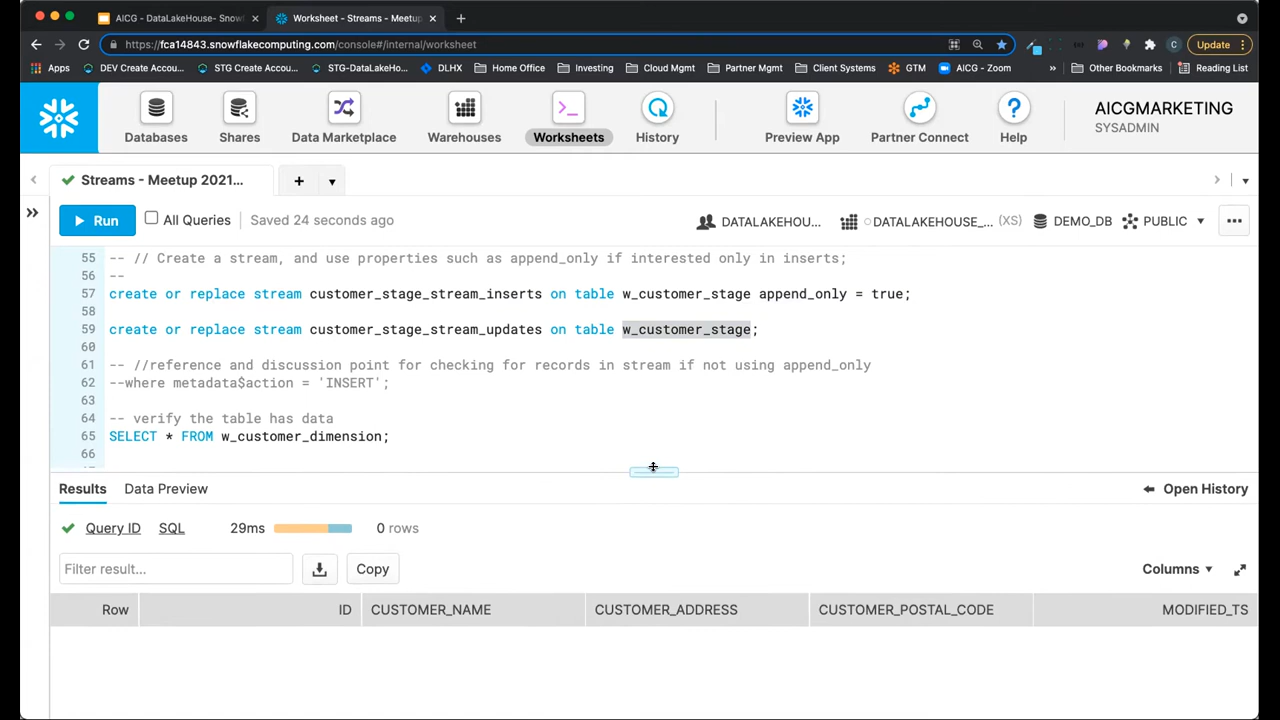 AICG - DataLakeHouse- Snowf
Worksheet - Streams - Meetup
https://fca14843.snowflakecomputing.com/console#/internal/worksheet
C
Update
Apps
DEV Create Accou...
STG Create Accoun...
STG-DataLakeHo...
DLHX
Home Office
Investing
Cloud Mgmt
Partner Mgmt
Client Systems
GTM
AICG - Zoom
»
Other Bookmarks
Reading List
Databases
Shares
Data Marketplace
Warehouses
Worksheets
History
Preview App
Partner Connect
Help
AICGMARKETING
SYSADMIN
Streams - Meetup 2021...
Run
All Queries
Saved 24 seconds ago
DATALAKEHOU...
DATALAKEHOUSE_... (XS)
DEMO_DB
PUBLIC
55 -- // Create a stream, and use properties such as append_only if interested only in inserts;
56 --
57 create or replace stream customer_stage_stream_inserts on table w_customer_stage append_only = true;
58
59 create or replace stream customer_stage_stream_updates on table w_customer_stage;
60
61 -- //reference and discussion point for checking for records in stream if not using append_only
62 --where metadata$action = 'INSERT';
63
64 -- verify the table has data
65 SELECT * FROM w_customer_dimension;
66
Results
Data Preview
Open History
Query ID
SQL
29ms
0 rows
Filter result...
Copy
Columns
Row
ID
CUSTOMER_NAME
CUSTOMER_ADDRESS
CUSTOMER_POSTAL_CODE
MODIFIED_TS